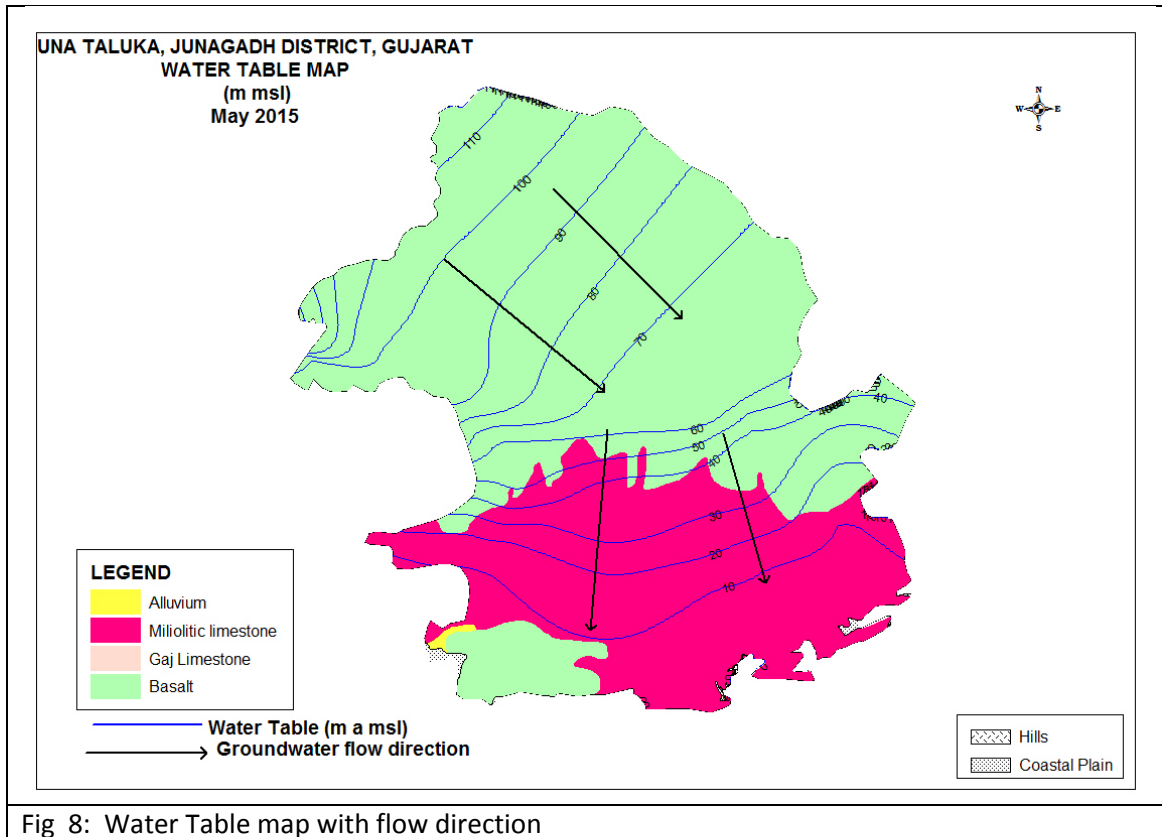 UNA TALUKA, JUNAGADH DISTRICT, GUJARAT
WATER TABLE MAP
(m msl)
May 2015
N
W E
S
110
100
90
80
70
60
50
40
40
40
30
20
10
LEGEND
Alluvium
Miliolitic limestone
Gaj Limestone
Basalt
Water Table (m a msl)
Groundwater flow direction
Hills
Coastal Plain
Fig 8: Water Table map with flow direction